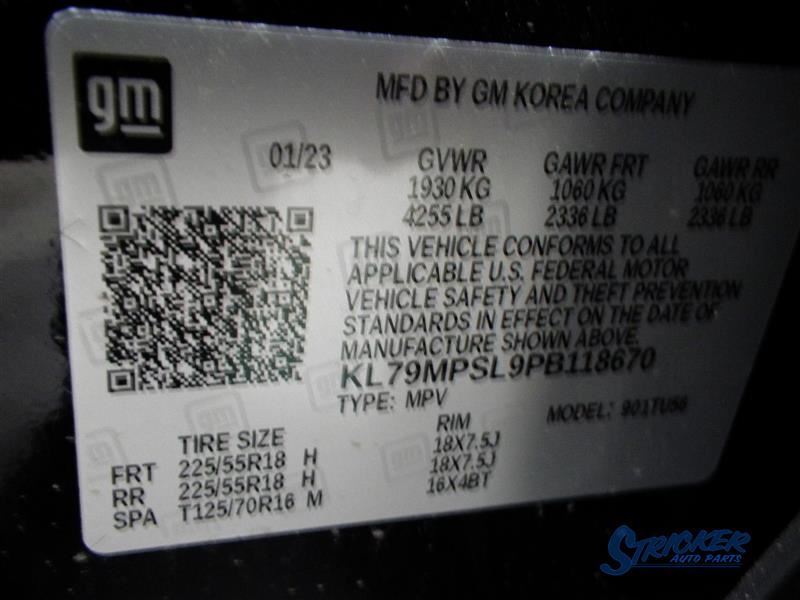 gm
MFD BY GM KOREA COMPANY
01/23 GVWR GAWR FRT GAWR RR
1930 KG 1060 KG 1060 KG
4255 LB 2336 LB 2336 LB
THIS VEHICLE CONFORMS TO ALL
APPLICABLE U.S. FEDERAL MOTOR
VEHICLE SAFETY AND THEFT PREVENTION
STANDARDS IN EFFECT ON THE DATE OF
MANUFACTURE SHOWN ABOVE.
KL79MPSL9PB118670
TYPE: MPV MODEL: 901TU56
TIRE SIZE RIM
FRT 225/55R18 H 18X7.5J
RR 225/55R18 H 18X7.5J
SPA T125/70R16 M 16X4BT
STRICKER
AUTO PARTS